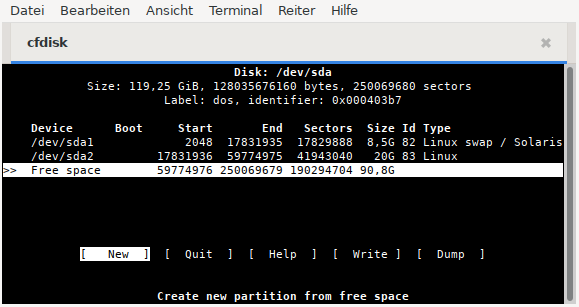 Datei Bearbeiten Ansicht Terminal Reiter Hilfe
cfdisk ×
Disk: /dev/sda
Size: 119,25 GiB, 128035676160 bytes, 250069680 sectors
Label: dos, identifier: 0x000403b7
Device Boot Start End Sectors Size Id Type
/dev/sda1 2048 17831935 17829888 8,5G 82 Linux swap / Solaris
/dev/sda2 17831936 59774975 41943040 20G 83 Linux
>> Free space 59774976 250069679 190294704 90,8G
[ New ] [ Quit ] [ Help ] [ Write ] [ Dump ]
Create new partition from free space